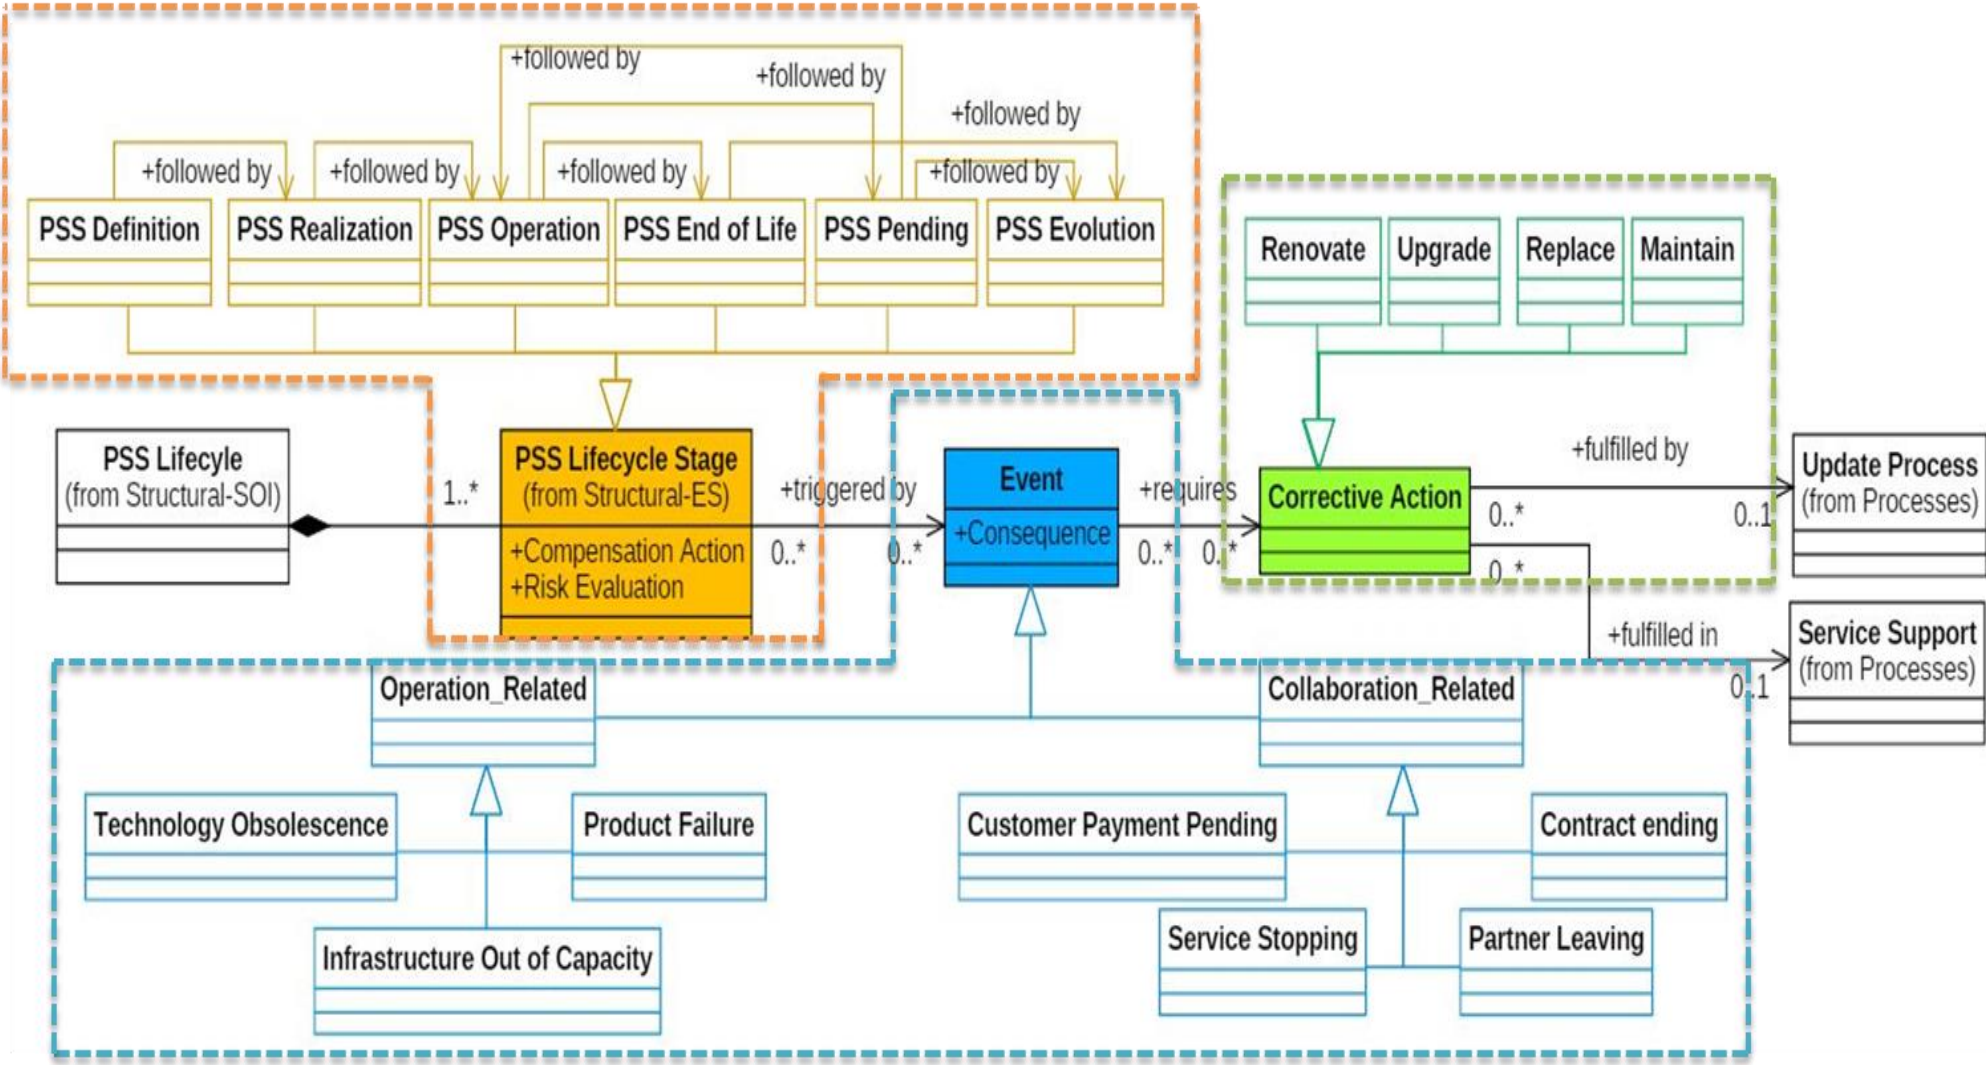 +followed by
+followed by
+followed by
+followed by
+followed by
+followed by
+followed by
PSS Definition
PSS Realization
PSS Operation
PSS End of Life
PSS Pending
PSS Evolution
Renovate
Upgrade
Replace
Maintain
PSS Lifecyle
(from Structural-SOI)
1..*
PSS Lifecycle Stage
(from Structural-ES)
+Compensation Action
+Risk Evaluation
+triggered by
0..*
0..*
Event
+Consequence
+requires
0..*
0..*
Corrective Action
+fulfilled by
0..*
0..1
Update Process
(from Processes)
0..*
+fulfilled in
0..1
Service Support
(from Processes)
Operation_Related
Collaboration_Related
Technology Obsolescence
Product Failure
Customer Payment Pending
Contract ending
Infrastructure Out of Capacity
Service Stopping
Partner Leaving